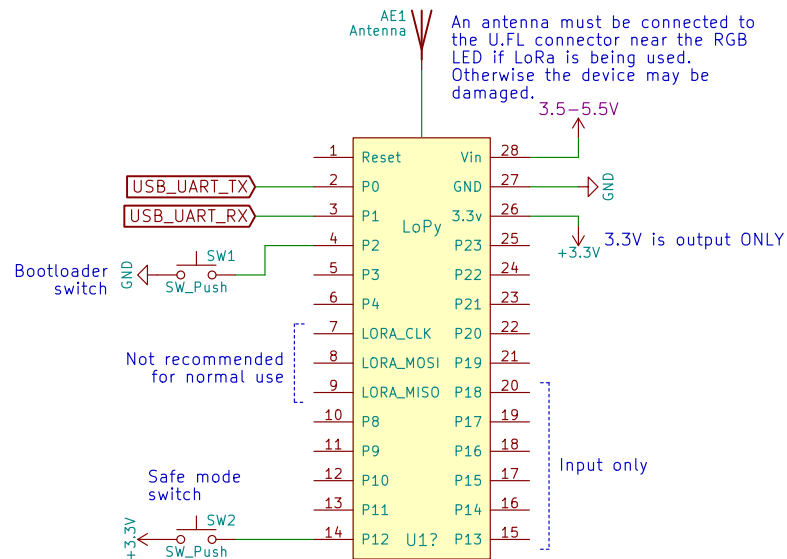 AE1
Antenna
An antenna must be connected to
the U.FL connector near the RGB
LED if LoRa is being used.
Otherwise the device may be
damaged.
3.5-5.5V
1 Reset Vin 28
USB_UART_TX 2 P0 GND 27 GND
USB_UART_RX 3 P1 3.3v 26
LoPy
+3.3V
3.3V is output ONLY
4 P2 P23 25
Bootloader
switch
GND
SW1
SW_Push
5 P3 P22 24
6 P4 P21 23
7 LORA_CLK P20 22
Not recommended
for normal use
8 LORA_MOSI P19 21
9 LORA_MISO P18 20
10 P8 P17 19
11 P9 P16 18
Input only
12 P10 P15 17
13 P11 P14 16
Safe mode
switch
+3.3V
SW2
SW_Push
14 P12 U1? P13 15